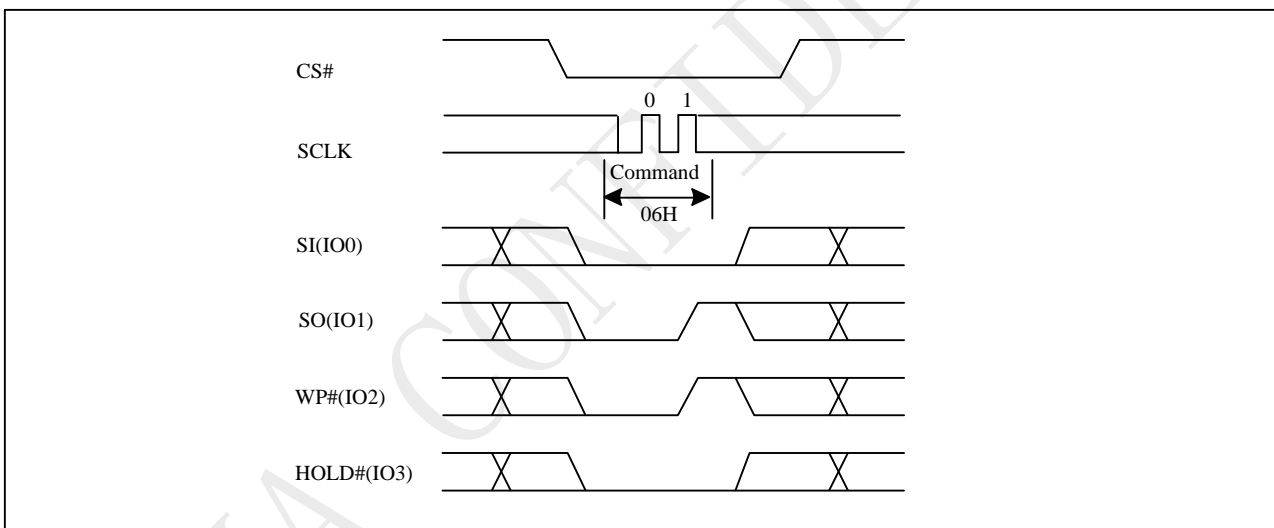 CS#
0 1
SCLK
Command
06H
SI(IO0)
SO(IO1)
WP#(IO2)
HOLD#(IO3)